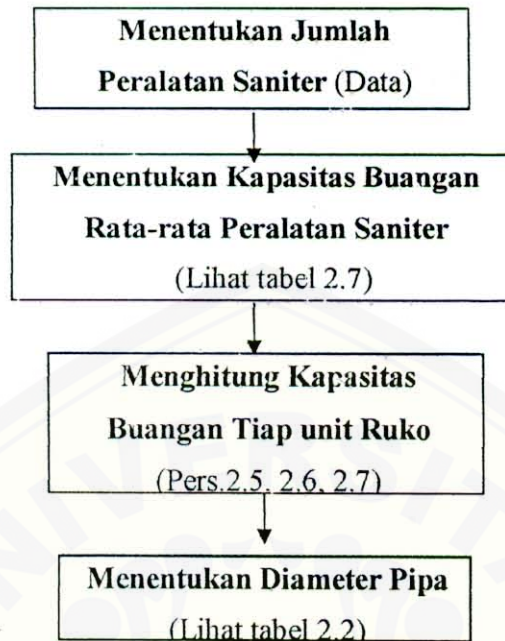 Menentukan Jumlah
Peralatan Saniter (Data)
Menentukan Kapasitas Buangan
Rata-rata Peralatan Saniter
(Lihat tabel 2.7)
Menghitung Kapasitas
Buangan Tiap unit Ruko
(Pers.2.5, 2.6, 2.7)
Menentukan Diameter Pipa
(Lihat tabel 2.2)
UNIVERSIT